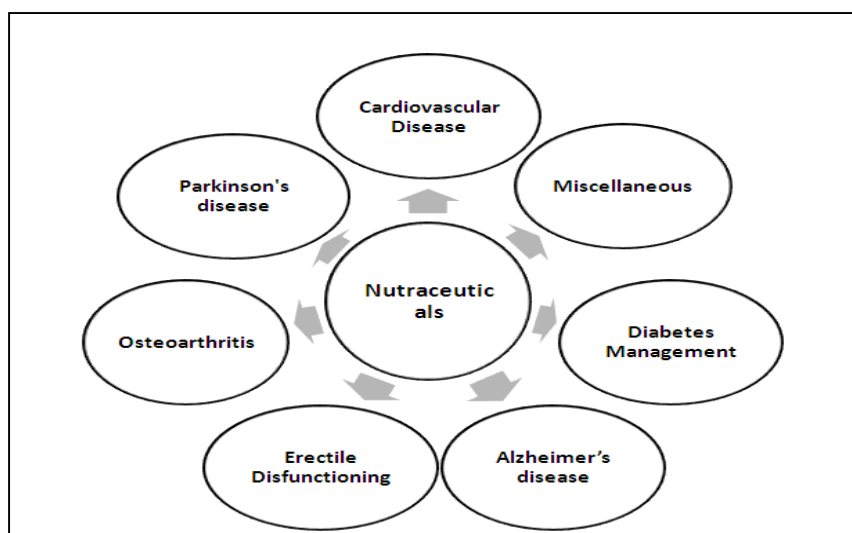 Cardiovascular
Disease
Miscellaneous
Parkinson's
disease
Nutraceutic
als
Osteoarthritis
Diabetes
Management
Erectile
Disfunctioning
Alzheimer’s
disease